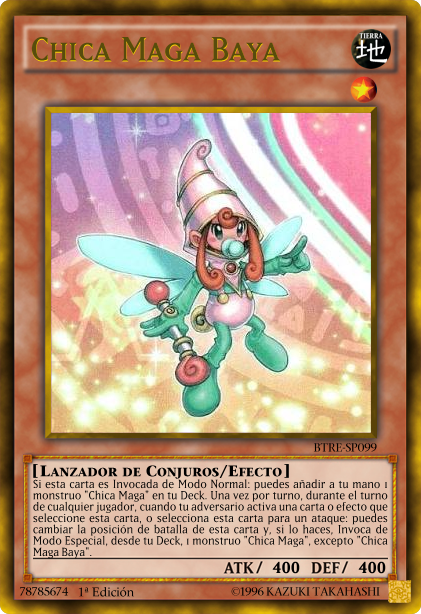 Chica Maga Baya
TIERRA
地
BTRE-SP099
[Lanzador de Conjuros/Efecto]
Si esta carta es Invocada de Modo Normal: puedes añadir a tu mano 1
monstruo "Chica Maga" en tu Deck. Una vez por turno, durante el turno
de cualquier jugador, cuando tu adversario activa una carta o efecto que
seleccione esta carta, o selecciona esta carta para un ataque: puedes
cambiar la posición de batalla de esta carta y, si lo haces, Invoca de
Modo Especial, desde tu Deck, 1 monstruo "Chica Maga", excepto "Chica
Maga Baya".
ATK/ 400 DEF/ 400
78785674 1ª Edición ©1996 KAZUKI TAKAHASHI